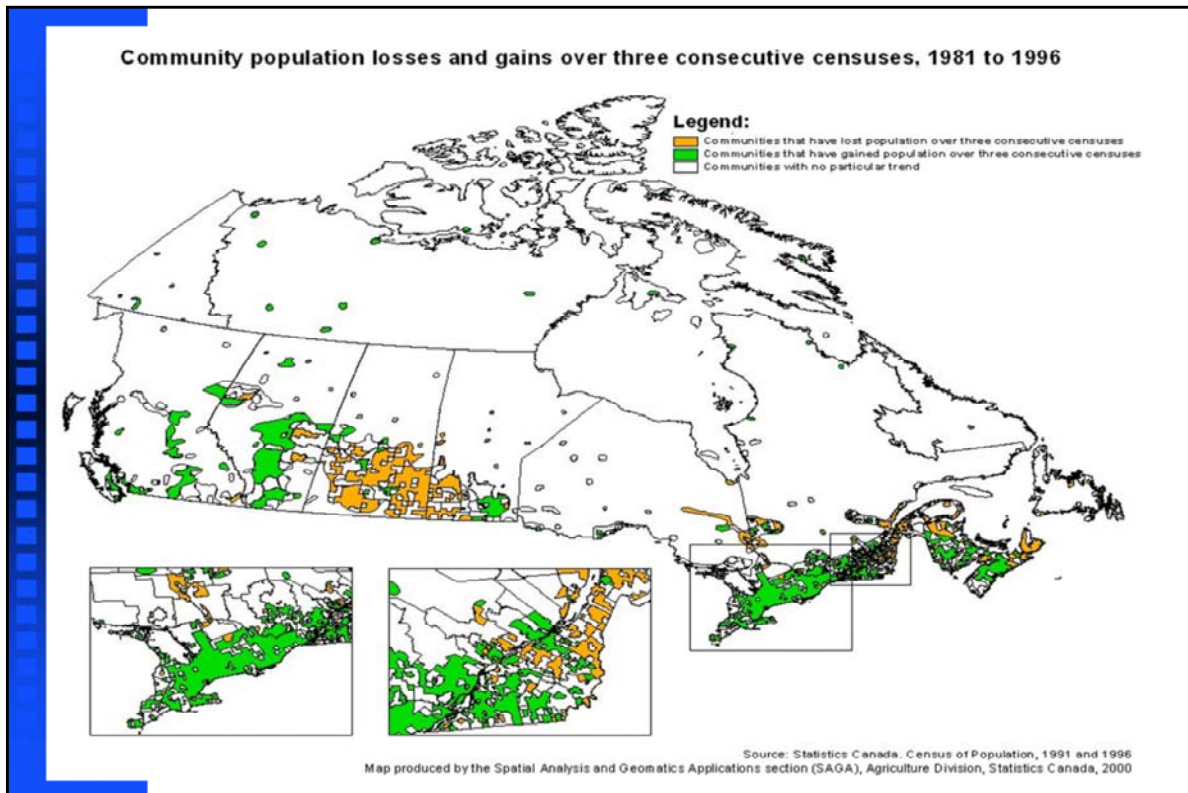 Community population losses and gains over three consecutive censuses, 1981 to 1996
Legend:
Communities that have lost population over three consecutive censuses
Communities that have gained population over three consecutive censuses
Communities with no particular trend
Source: Statistics Canada. Census of Population, 1991 and 1996
Map produced by the Spatial Analysis and Geomatics Applications section (SAGA), Agriculture Division, Statistics Canada, 2000